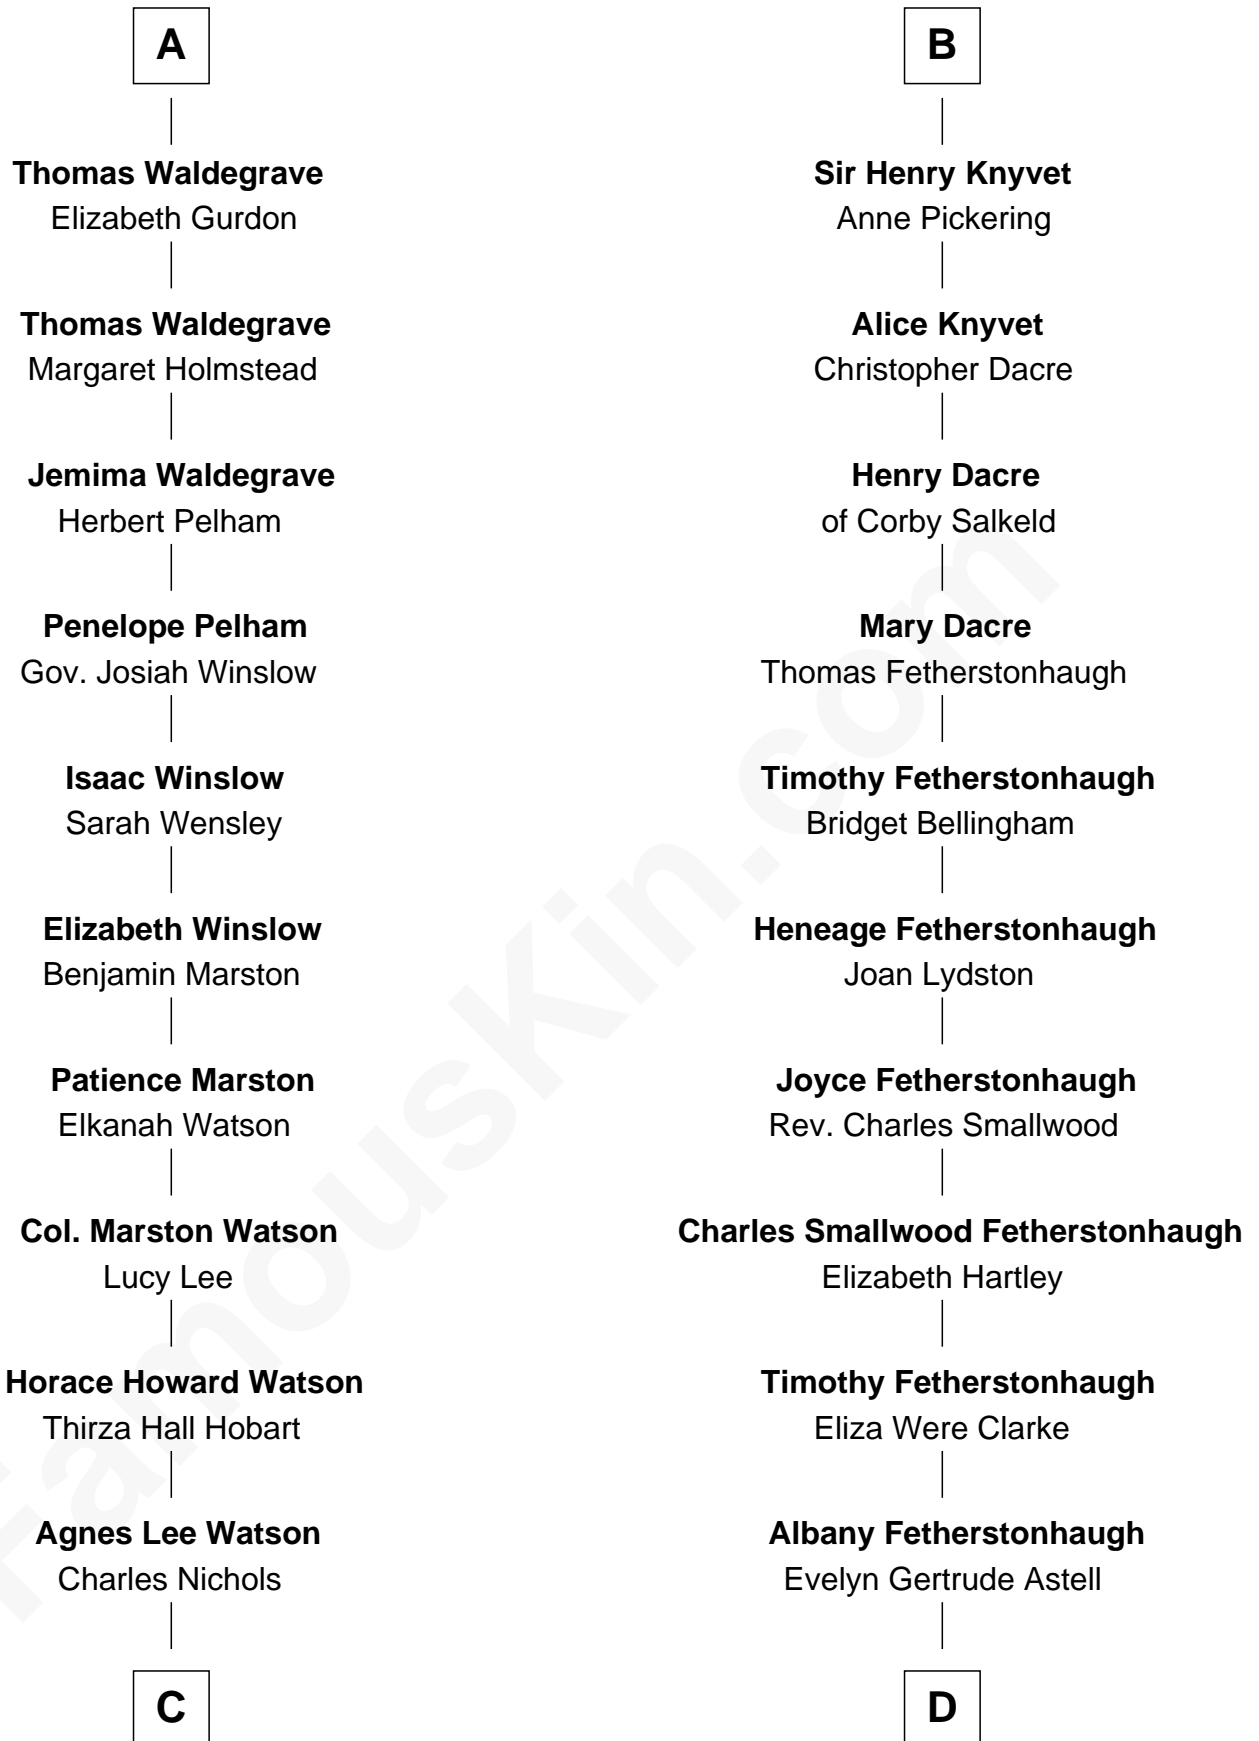 A
Thomas Waldegrave
Elizabeth Gurdon
Thomas Waldegrave
Margaret Holmstead
Jemima Waldegrave
Herbert Pelham
Penelope Pelham
Gov. Josiah Winslow
Isaac Winslow
Sarah Wensley
Elizabeth Winslow
Benjamin Marston
Patience Marston
Elkanah Watson
Col. Marston Watson
Lucy Lee
Horace Howard Watson
Thirza Hall Hobart
Agnes Lee Watson
Charles Nichols
C
B
Sir Henry Knyvet
Anne Pickering
Alice Knyvet
Christopher Dacre
Henry Dacre
of Corby Salkeld
Mary Dacre
Thomas Fetherstonhaugh
Timothy Fetherstonhaugh
Bridget Bellingham
Heneage Fetherstonhaugh
Joan Lydston
Joyce Fetherstonhaugh
Rev. Charles Smallwood
Charles Smallwood Fetherstonhaugh
Elizabeth Hartley
Timothy Fetherstonhaugh
Eliza Were Clarke
Albany Fetherstonhaugh
Evelyn Gertrude Astell
D
FamousKin.com